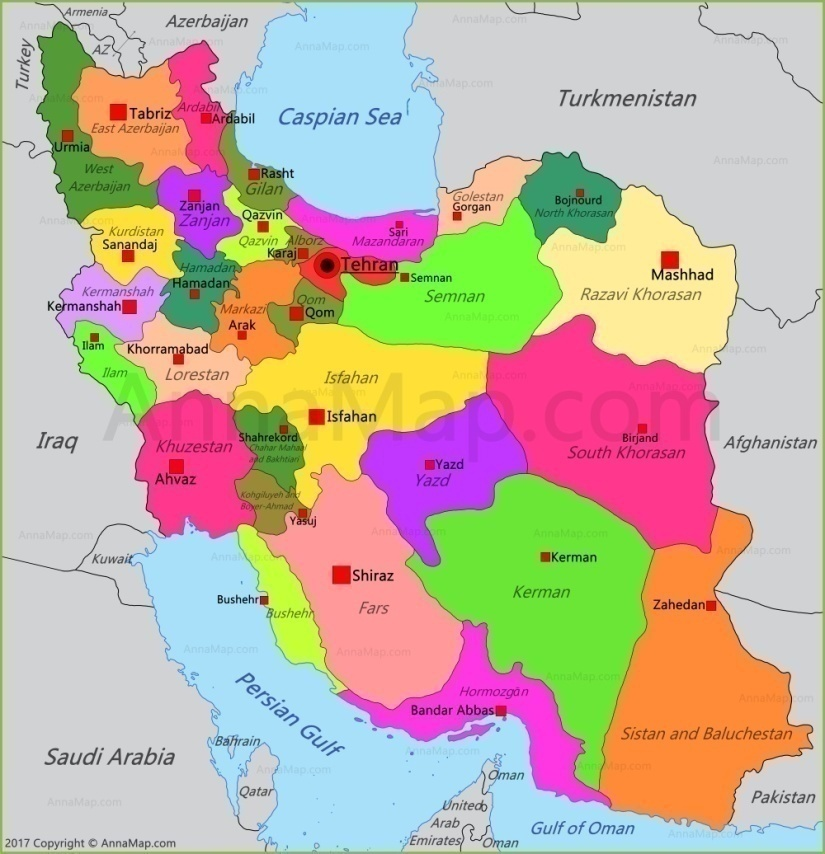 Armenia
Azerbaijan
AnnaMap.com
Turkey
AZ
Turkmenistan
Caspian Sea
Tabriz
East Azerbaijan
Ardabil
Ardabil
Urmia
West
Azerbaijan
Rasht
Gilan
Zanjan
Zanjan
Golestan
Gorgan
Bojnourd
North Khorasan
Qazvin
Qazvin
Kurdistan
Sanandaj
Sari
Mazandaran
Alborz
Karaj
Tehran
Mashhad
Razavi Khorasan
Hamadan
Hamadan
Semnan
Semnan
Kermanshah
Kermanshah
Markazi
Arak
Qom
Qom
Ilam
Ilam
Khorramabad
Lorestan
Isfahan
Isfahan
AnnaMap.com
Iraq
Khuzestan
Ahvaz
Shahrekord
Chahar Mahaal
and Bakhtiari
Yazd
Yazd
Birjand
South Khorasan
Afghanistan
Kohgiluyeh and
Boyer-Ahmad
Yasuj
Kuwait
Shiraz
Fars
Kerman
Kerman
Bushehr
Bushehr
Zahedan
Hormozgān
Bandar Abbas
Persian Gulf
Sistan and Baluchestan
Saudi Arabia
Bahrain
Qatar
Oman
United
Arab
Emirates
Oman
Gulf of Oman
Pakistan
2017 Copyright © AnnaMap.com